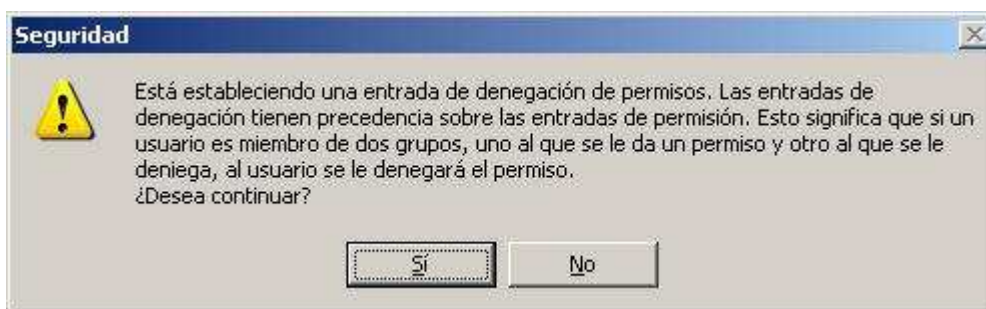 Seguridad
Está estableciendo una entrada de denegación de permisos. Las entradas de
denegación tienen precedencia sobre las entradas de permisión. Esto significa que si un
usuario es miembro de dos grupos, uno al que se le da un permiso y otro al que se le
deniega, al usuario se le denegará el permiso.
¿Desea continuar?
Sí
No